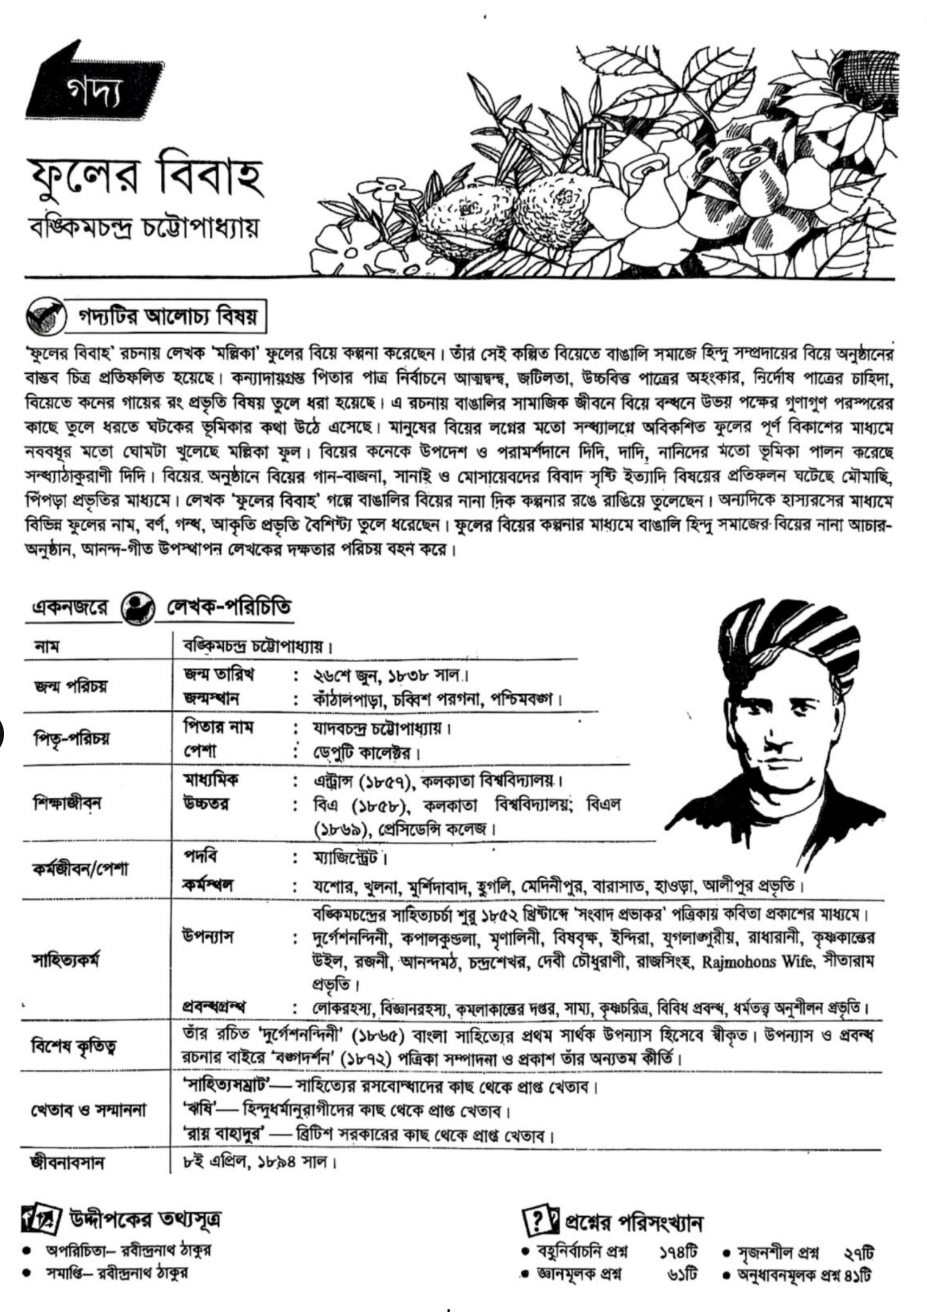 গদ্য
ফুলের বিবাহ
বঙ্কিমচন্দ্র চট্টোপাধ্যায়
গদ্যটির আলোচ্য বিষয়
'ফুলের বিবাহ' রচনায় লেখক 'মল্লিকা' ফুলের বিয়ে কল্পনা করেছেন। তাঁর সেই কল্পিত বিয়েতে বাঙালি সমাজে হিন্দু সম্প্রদায়ের বিয়ে অনুষ্ঠানের
বাস্তব চিত্র প্রতিফলিত হয়েছে। কন্যাদায়গ্রস্ত পিতার পাত্র নির্বাচনে আত্মদ্বন্দ্ব, জটিলতা, উচ্চবিত্ত পাত্রের অহংকার, নির্দোষ পাত্রের চাহিদা,
বিয়েতে কনের গায়ের রং প্রভৃতি বিষয় তুলে ধরা হয়েছে। এ রচনায় বাঙালির সামাজিক জীবনে বিয়ে বন্ধনে উভয় পক্ষের গুণাগুণ পরস্পরের
কাছে তুলে ধরতে ঘটকের ভূমিকার কথা উঠে এসেছে। মানুষের বিয়ের লগ্নের মতো সন্ধ্যালগ্নে অবিকশিত ফুলের পূর্ণ বিকাশের মাধ্যমে
নববধূর মতো ঘোমটা খুলেছে মল্লিকা ফুল। বিয়ের কনেকে উপদেশ ও পরামর্শদানে দিদি, দাদি, নানিদের মতো ভূমিকা পালন করেছে
সন্ধ্যাঠাকুরাণী দিদি। বিয়ের অনুষ্ঠানে বিয়ের গান-বাজনা, সানাই ও মোসায়েবদের বিবাদ সৃষ্টি ইত্যাদি বিষয়ের প্রতিফলন ঘটেছে মৌমাছি,
পিঁপড়া প্রভৃতির মাধ্যমে। লেখক 'ফুলের বিবাহ' গল্পে বাঙালির বিয়ের নানা দিক কল্পনার রঙে রাঙিয়ে তুলেছেন। অন্যদিকে হাস্যরসের মাধ্যমে
বিভিন্ন ফুলের নাম, বর্ণ, গন্ধ, আকৃতি প্রভৃতি বৈশিষ্ট্য তুলে ধরেছেন। ফুলের বিয়ের কল্পনার মাধ্যমে বাঙালি হিন্দু সমাজের বিয়ের নানা আচার-
অনুষ্ঠান, আনন্দ-গীত উপস্থাপন লেখকের দক্ষতার পরিচয় বহন করে।
একনজরে লেখক-পরিচিতি
নাম বঙ্কিমচন্দ্র চট্টোপাধ্যায়।
জন্ম পরিচয় জন্ম তারিখ : ২৬শে জুন, ১৮৩৮ সাল।
জন্মস্থান : কাঁঠালপাড়া, চব্বিশ পরগনা, পশ্চিমবঙ্গ।
পিতৃ-পরিচয় পিতার নাম : যাদবচন্দ্র চট্টোপাধ্যায়।
পেশা : ডেপুটি কালেক্টর।
শিক্ষাজীবন মাধ্যমিক : এন্ট্রান্স (১৮৫৭), কলকাতা বিশ্ববিদ্যালয়।
উচ্চতর : বিএ (১৮৫৮), কলকাতা বিশ্ববিদ্যালয়; বিএল
(১৮৬৯), প্রেসিডেন্সি কলেজ।
কর্মজীবন/পেশা পদবি : ম্যাজিস্ট্রেট।
কর্মস্থল : যশোর, খুলনা, মুর্শিদাবাদ, হুগলি, মেদিনীপুর, বারাসাত, হাওড়া, আলীপুর প্রভৃতি।
সাহিত্যকর্ম বঙ্কিমচন্দ্রের সাহিত্যচর্চা শুরু ১৮৫২ খ্রিষ্টাব্দে 'সংবাদ প্রভাকর' পত্রিকায় কবিতা প্রকাশের মাধ্যমে।
উপন্যাস : দুর্গেশনন্দিনী, কপালকুণ্ডলা, মৃণালিনী, বিষবৃক্ষ, ইন্দিরা, যুগলাঙ্গুরীয়, রাধারানী, কৃষ্ণকান্তের
উইল, রজনী, আনন্দমঠ, চন্দ্রশেখর, দেবী চৌধুরাণী, রাজসিংহ, Rajmohons Wife, সীতারাম
প্রভৃতি।
প্রবন্ধগ্রন্থ : লোকরহস্য, বিজ্ঞানরহস্য, কমলাকান্তের দপ্তর, সাম্য, কৃষ্ণচরিত্র, বিবিধ প্রবন্ধ, ধর্মতত্ত্ব অনুশীলন প্রভৃতি।
বিশেষ কৃতিত্ব তাঁর রচিত 'দুর্গেশনন্দিনী' (১৮৬৫) বাংলা সাহিত্যের প্রথম সার্থক উপন্যাস হিসেবে স্বীকৃত। উপন্যাস ও প্রবন্ধ
রচনার বাইরে 'বঙ্গদর্শন' (১৮৭২) পত্রিকা সম্পাদনা ও প্রকাশ তাঁর অন্যতম কীর্তি।
খেতাব ও সম্মাননা 'সাহিত্যসম্রাট'— সাহিত্যের রসবোদ্ধাদের কাছ থেকে প্রাপ্ত খেতাব।
'ঋষি'— হিন্দুধর্মানুরাগীদের কাছ থেকে প্রাপ্ত খেতাব।
'রায় বাহাদুর' — ব্রিটিশ সরকারের কাছ থেকে প্রাপ্ত খেতাব।
জীবনাবসান ৮ই এপ্রিল, ১৮৯৪ সাল।
উদ্দীপকের তথ্যসূত্র
• অপরিচিতা– রবীন্দ্রনাথ ঠাকুর
• সমাপ্তি– রবীন্দ্রনাথ ঠাকুর
প্রশ্নের পরিসংখ্যান
• বহুনির্বাচনি প্রশ্ন ১৭৪টি • সৃজনশীল প্রশ্ন ২৭টি
• জ্ঞানমূলক প্রশ্ন ৬১টি • অনুধাবনমূলক প্রশ্ন ৪১টি